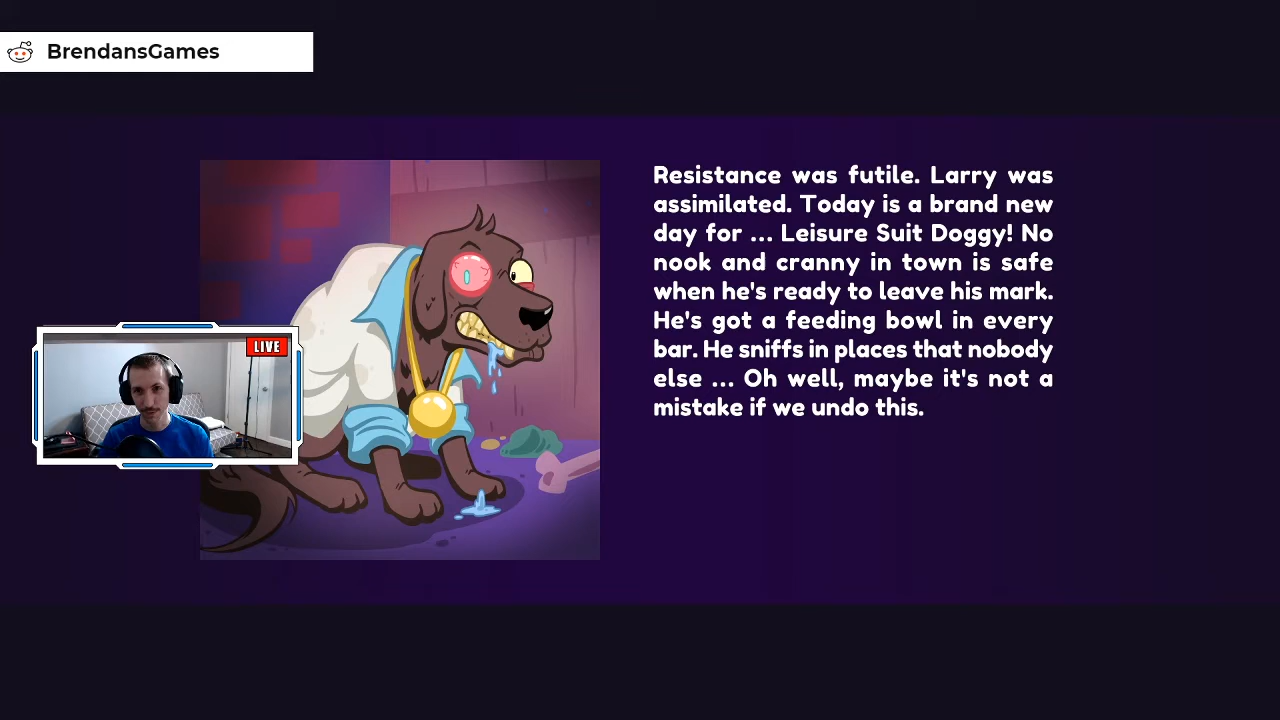 BrendansGames
Resistance was futile. Larry was
assimilated. Today is a brand new
day for ... Leisure Suit Doggy! No
nook and cranny in town is safe
when he's ready to leave his mark.
He's got a feeding bowl in every
bar. He sniffs in places that nobody
else ... Oh well, maybe it's not a
mistake if we undo this.
LIVE